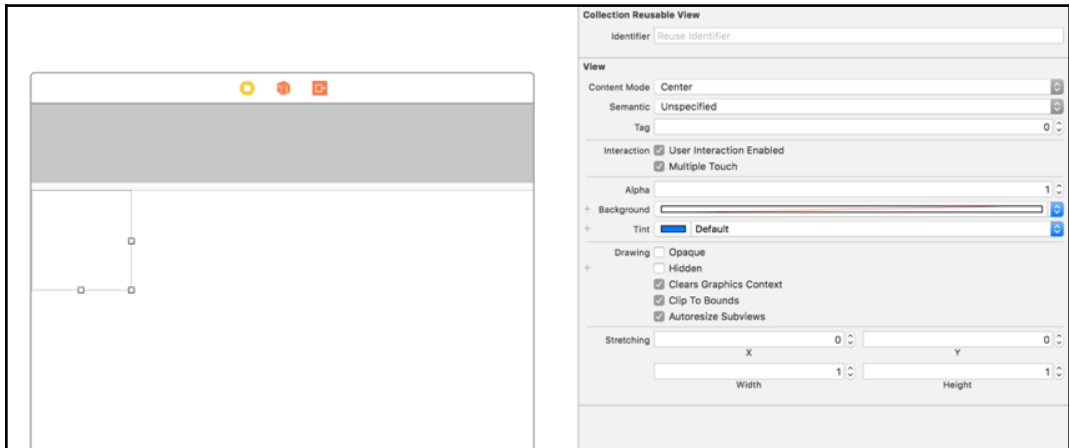 Collection Reusable View
Identifier Reuse Identifier
View
Content Mode Center
Semantic Unspecified
Tag 0
Interaction User Interaction Enabled
Multiple Touch
Alpha 1
+ Background
+ Tint Default
Drawing Opaque
+ Hidden
Clears Graphics Context
Clip To Bounds
Autoresize Subviews
Stretching 0 0
X Y
1 1
Width Height